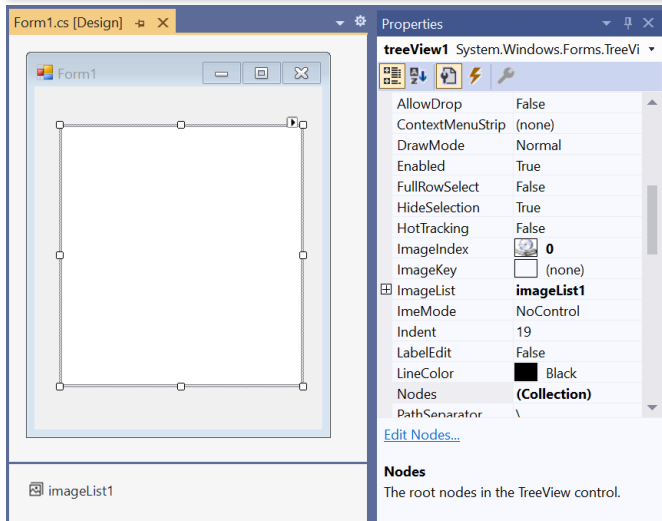 Form1.cs [Design]
Form1
imageList1
Properties
treeView1 System.Windows.Forms.TreeVi
AllowDrop False
ContextMenuStrip (none)
DrawMode Normal
Enabled True
FullRowSelect False
HideSelection True
HotTracking False
ImageIndex 0
ImageKey (none)
ImageList imageList1
ImeMode NoControl
Indent 19
LabelEdit False
LineColor Black
Nodes (Collection)
PathSeparator \
Edit Nodes...
Nodes
The root nodes in the TreeView control.